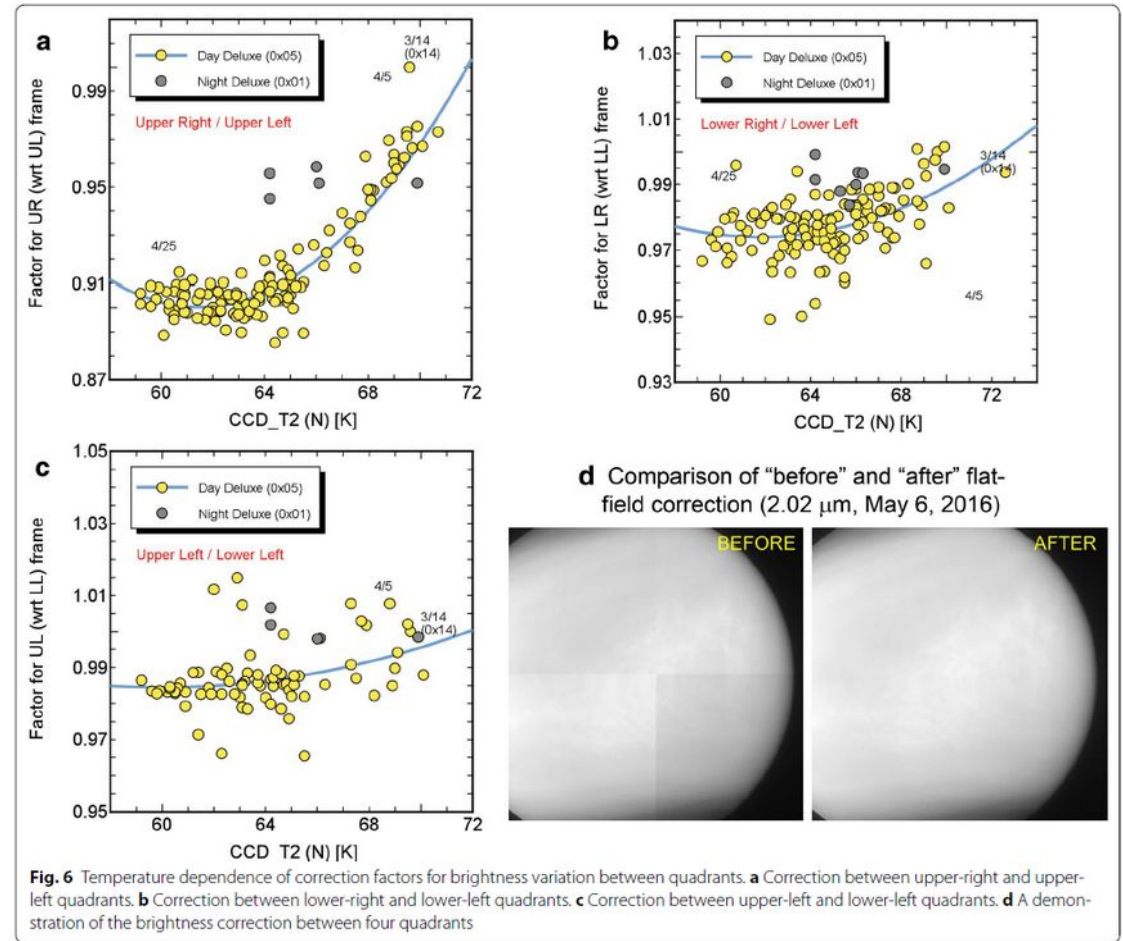 a
3/14
(0x14)
4/5
Day Deluxe (0x05)
Night Deluxe (0x01)
Upper Right / Upper Left
4/25
Factor for UR (wrt UL) frame
0.99
0.95
0.91
0.87
60 64 68 72
CCD_T2 (N) [K]
b
1.03
1.01
0.99
0.97
0.95
0.93
Day Deluxe (0x05)
Night Deluxe (0x01)
Lower Right / Lower Left
4/25
3/14
(0x14)
4/5
Factor for LR (wrt LL) frame
60 64 68 72
CCD_T2 (N) [K]
c
1.05
1.03
1.01
0.99
0.97
0.95
Day Deluxe (0x05)
Night Deluxe (0x01)
Upper Left / Lower Left
4/5
3/14
(0x14)
Factor for UL (wrt LL) frame
60 64 68 72
CCD_T2 (N) [K]
d Comparison of “before” and “after” flat-
field correction (2.02 μm, May 6, 2016)
BEFORE
AFTER
Fig. 6 Temperature dependence of correction factors for brightness variation between quadrants. a Correction between upper-right and upper-
left quadrants. b Correction between lower-right and lower-left quadrants. c Correction between upper-left and lower-left quadrants. d A demon-
stration of the brightness correction between four quadrants